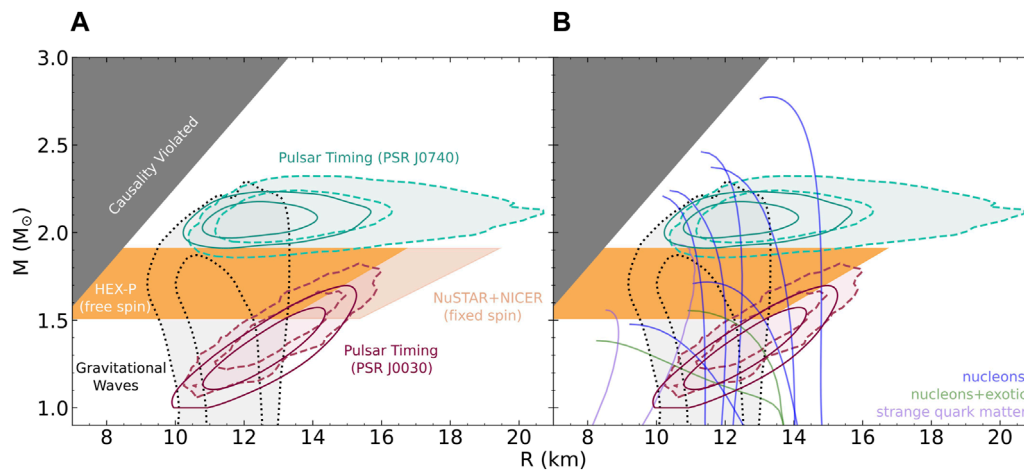 A
B
3.0
2.5
2.0
1.5
1.0
M (M☉)
Causality Violated
Pulsar Timing (PSR J0740)
HEX-P
(free spin)
NuSTAR+NICER
(fixed spin)
Gravitational
Waves
Pulsar Timing
(PSR J0030)
nucleons
nucleons+exotic
strange quark matter
8
10
12
14
16
18
20
8
10
12
14
16
18
20
R (km)